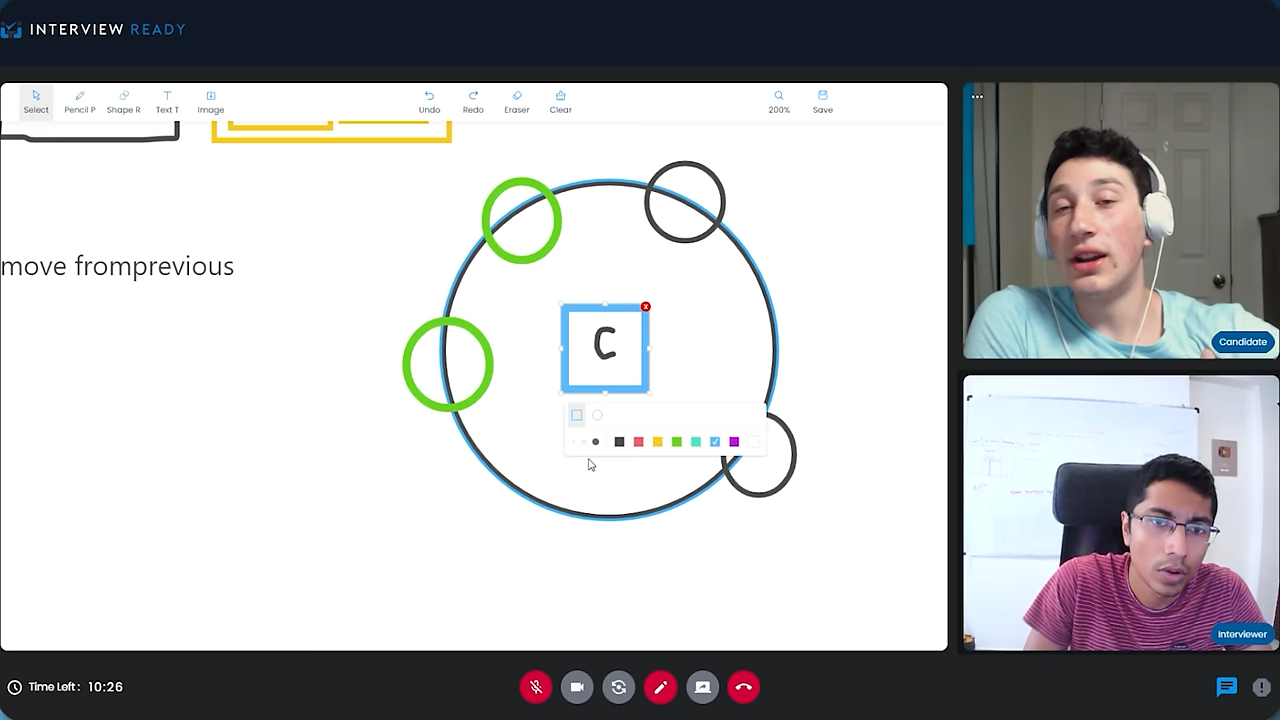 INTERVIEW READY
Select
Pencil P
Shape R
Text T
Image
Undo
Redo
Eraser
Clear
200%
Save
move fromprevious
C
x
Candidate
Interviewer
Time Left : 10:26